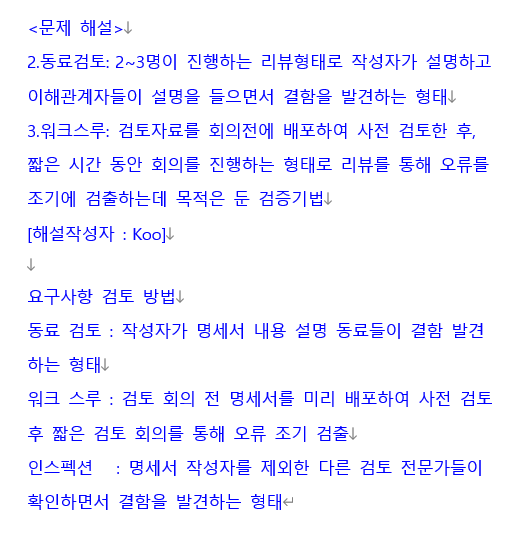 <문제 해설>↓
2.동료검토: 2~3명이 진행하는 리뷰형태로 작성자가 설명하고
이해관계자들이 설명을 들으면서 결함을 발견하는 형태↓
3.워크스루: 검토자료를 회의전에 배포하여 사전 검토한 후,
짧은 시간 동안 회의를 진행하는 형태로 리뷰를 통해 오류를
조기에 검출하는데 목적은 둔 검증기법↓
[해설작성자 : Koo]↓
↓
요구사항 검토 방법↓
동료 검토 : 작성자가 명세서 내용 설명 동료들이 결함 발견
하는 형태↓
워크 스루 : 검토 회의 전 명세서를 미리 배포하여 사전 검토
후 짧은 검토 회의를 통해 오류 조기 검출↓
인스펙션 : 명세서 작성자를 제외한 다른 검토 전문가들이
확인하면서 결함을 발견하는 형태↵